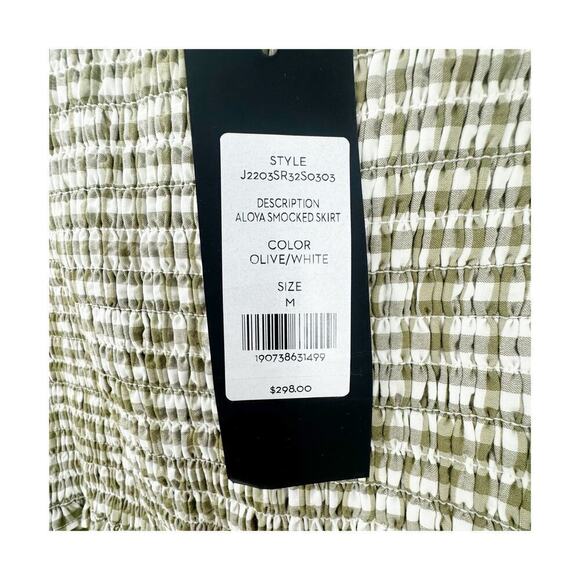 STYLE
J2203SR32S0303
DESCRIPTION
ALOYA SMOCKED SKIRT
COLOR
OLIVE/WHITE
SIZE
M
190738631499
$298.00